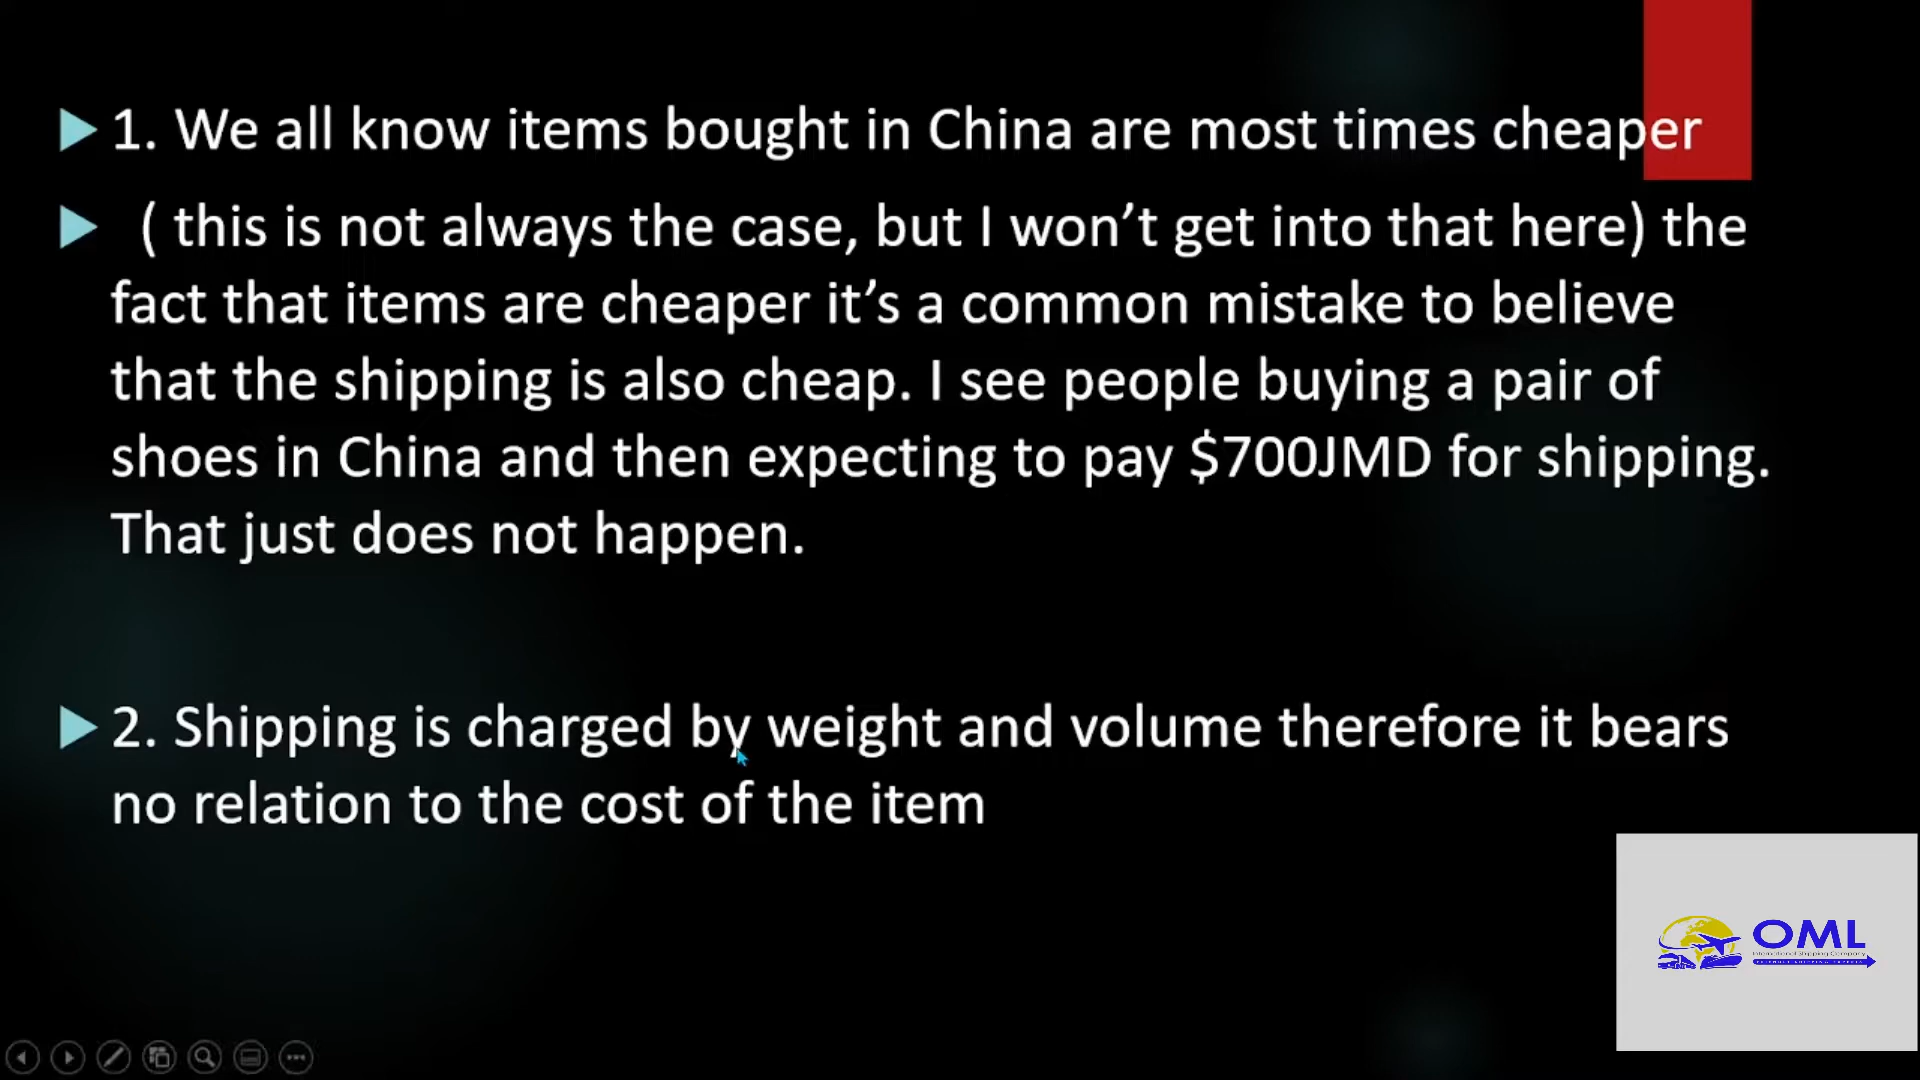 1. We all know items bought in China are most times cheaper
( this is not always the case, but I won’t get into that here) the
fact that items are cheaper it’s a common mistake to believe
that the shipping is also cheap. I see people buying a pair of
shoes in China and then expecting to pay $700JMD for shipping.
That just does not happen.
2. Shipping is charged by weight and volume therefore it bears
no relation to the cost of the item
OML
International Shipping Company